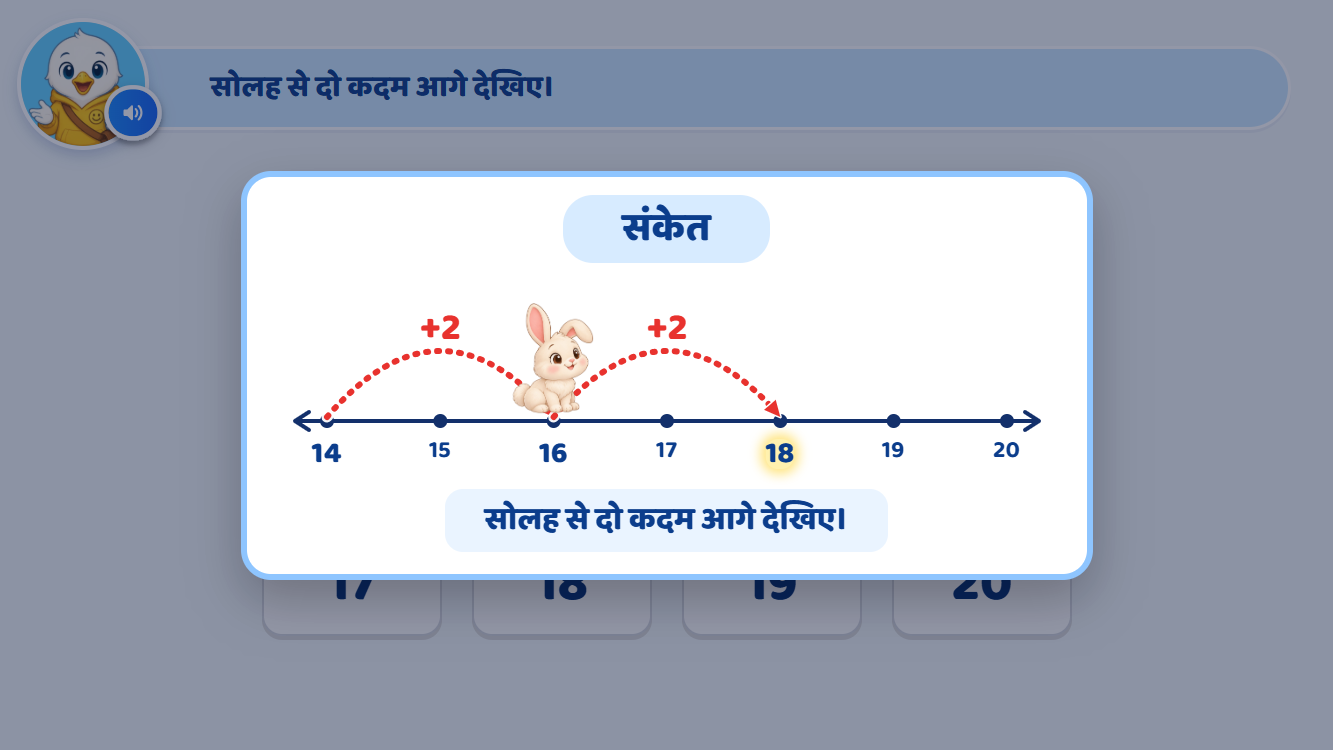 सोलह से दो कदम आगे देखिए।
संकेत
+2 +2
14 15 16 17 18 19 20
सोलह से दो कदम आगे देखिए।
17 18 19 20